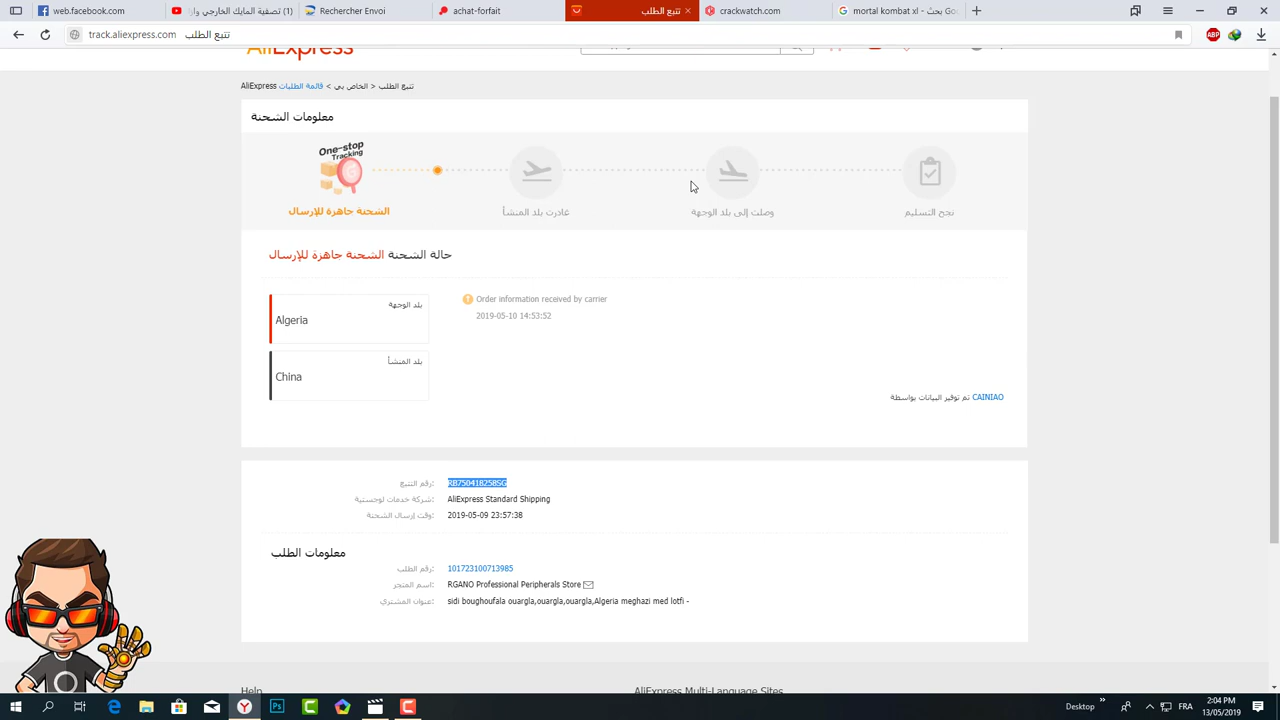 web.facebook.com
(1) تصفية المايك الخارجي وازا
Rechercher Envoi
achat-forfait
تتبع الطلب
crackwatch.com
mortal kombat xl - بحث Go
track.aliexpress.com تتبع الطلب
ABP
AliExpress
AliExpress قائمة الطلبات < الخاص بي > تتبع الطلب
معلومات الشحنة
One-stop
Tracking
الشحنة جاهزة للإرسال
غادرت بلد المنشأ
وصلت إلى بلد الوجهة
نجح التسليم
حالة الشحنة الشحنة جاهزة للإرسال
بلد الوجهة
Algeria
بلد المنشأ
China
Order information received by carrier
2019-05-10 14:53:52
تم توفير البيانات بواسطة CAINIAO
رقم التتبع:
RB750418258SG
شركة خدمات لوجستية:
AliExpress Standard Shipping
وقت إرسال الشحنة:
2019-05-09 23:57:38
معلومات الطلب
رقم الطلب:
101723100713985
اسم المتجر:
RGANO Professional Peripherals Store
عنوان المشتري:
sidi boughoufala ouargla,ouargla,ouargla,Algeria meghazi med lotfi -
Help
AliExpress Multi-Language Sites
Desktop
FRA
2:04 PM
13/05/2019